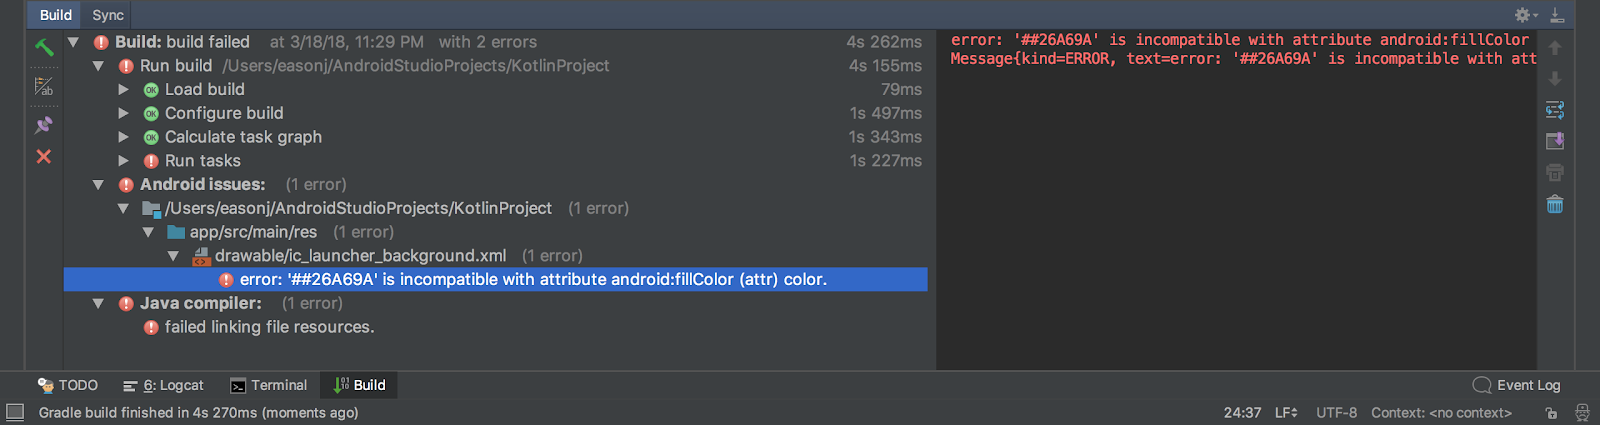 Build Sync
Build: build failed at 3/18/18, 11:29 PM with 2 errors 4s 262ms
Run build /Users/easonj/AndroidStudioProjects/KotlinProject 4s 155ms
OK Load build 79ms
OK Configure build 1s 497ms
OK Calculate task graph 1s 343ms
Run tasks 1s 227ms
Android issues: (1 error)
/Users/easonj/AndroidStudioProjects/KotlinProject (1 error)
app/src/main/res (1 error)
drawable/ic_launcher_background.xml (1 error)
error: '##26A69A' is incompatible with attribute android:fillColor (attr) color.
Java compiler: (1 error)
failed linking file resources.
error: '##26A69A' is incompatible with attribute android:fillColor
Message{kind=ERROR, text=error: '##26A69A' is incompatible with att
TODO 6: Logcat Terminal Build Event Log
Gradle build finished in 4s 270ms (moments ago) 24:37 LF UTF-8 Context: <no context>